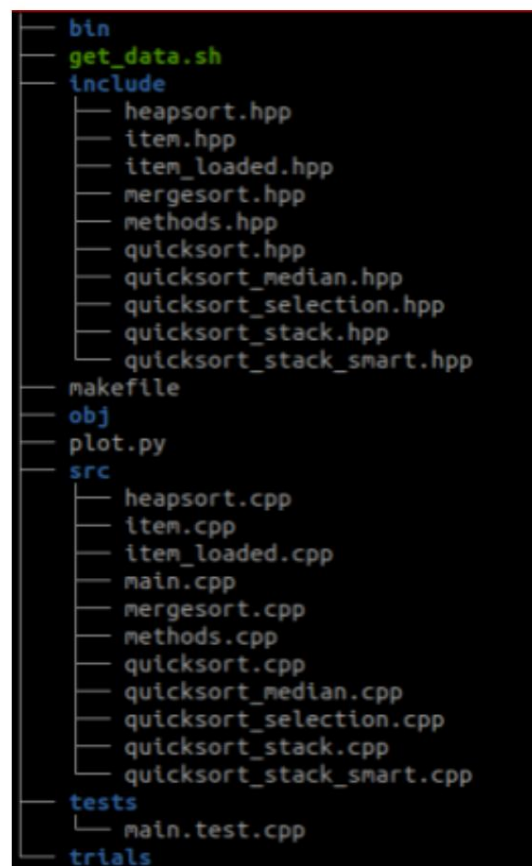 bin
get_data.sh
include
heapsort.hpp
item.hpp
item_loaded.hpp
mergesort.hpp
methods.hpp
quicksort.hpp
quicksort_median.hpp
quicksort_selection.hpp
quicksort_stack.hpp
quicksort_stack_smart.hpp
makefile
obj
plot.py
src
heapsort.cpp
item.cpp
item_loaded.cpp
main.cpp
mergesort.cpp
methods.cpp
quicksort.cpp
quicksort_median.cpp
quicksort_selection.cpp
quicksort_stack.cpp
quicksort_stack_smart.cpp
tests
main.test.cpp
trials